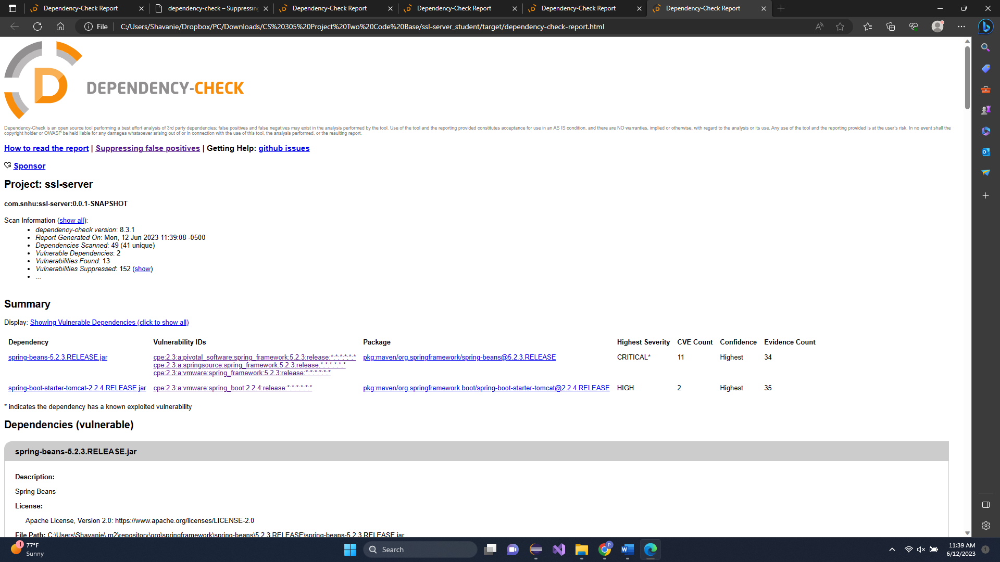 Dependency-Check Report
dependency-check – Suppressing
Dependency-Check Report
Dependency-Check Report
Dependency-Check Report
Dependency-Check Report
File
C:/Users/Shavanie/Dropbox/PC/Downloads/CS%20305%20Project%20Two%20Code%20Base/ssl-server_student/target/dependency-check-report.html
D
DEPENDENCY-CHECK
Dependency-Check is an open source tool performing a best effort analysis of 3rd party dependencies; false positives and false negatives may exist in the analysis performed by the tool. Use of the tool and the reporting provided constitutes acceptance for use in an AS IS condition, and there are NO warranties, implied or otherwise, with regard to the analysis or its use. Any use of the tool and the reporting provided is at the user's risk. In no event shall the
copyright holder or OWASP be held liable for any damages whatsoever arising out of or in connection with the use of this tool, the analysis performed, or the resulting report.
How to read the report | Suppressing false positives | Getting Help: github issues
Sponsor
Project: ssl-server
com.snhu:ssl-server:0.0.1-SNAPSHOT
Scan Information (show all):
• dependency-check version: 8.3.1
• Report Generated On: Mon, 12 Jun 2023 11:39:08 -0500
• Dependencies Scanned: 49 (41 unique)
• Vulnerable Dependencies: 2
• Vulnerabilities Found: 13
• Vulnerabilities Suppressed: 152 (show)
• ...
Summary
Display: Showing Vulnerable Dependencies (click to show all)
Dependency Vulnerability IDs Package Highest Severity CVE Count Confidence Evidence Count
spring-beans-5.2.3.RELEASE.jar cpe:2.3:a:pivotal_software:spring_framework:5.2.3:release:*:*:*:*:*:* pkg:maven/org.springframework/spring-beans@5.2.3.RELEASE CRITICAL* 11 Highest 34
cpe:2.3:a:springsource:spring_framework:5.2.3:release:*:*:*:*:*:*
cpe:2.3:a:vmware:spring_framework:5.2.3:release:*:*:*:*:*:*
spring-boot-starter-tomcat-2.2.4.RELEASE.jar cpe:2.3:a:vmware:spring_boot:2.2.4:release:*:*:*:*:*:* pkg:maven/org.springframework.boot/spring-boot-starter-tomcat@2.2.4.RELEASE HIGH 2 Highest 35
* indicates the dependency has a known exploited vulnerability
Dependencies (vulnerable)
spring-beans-5.2.3.RELEASE.jar
Description:
Spring Beans
License:
Apache License, Version 2.0: https://www.apache.org/licenses/LICENSE-2.0
File Path: C:\Users\Shavanie\.m2\repository\org\springframework\spring-beans\5.2.3.RELEASE\spring-beans-5.2.3.RELEASE.jar
1
77°F
Sunny
Search
P
11:39 AM
6/12/2023
1